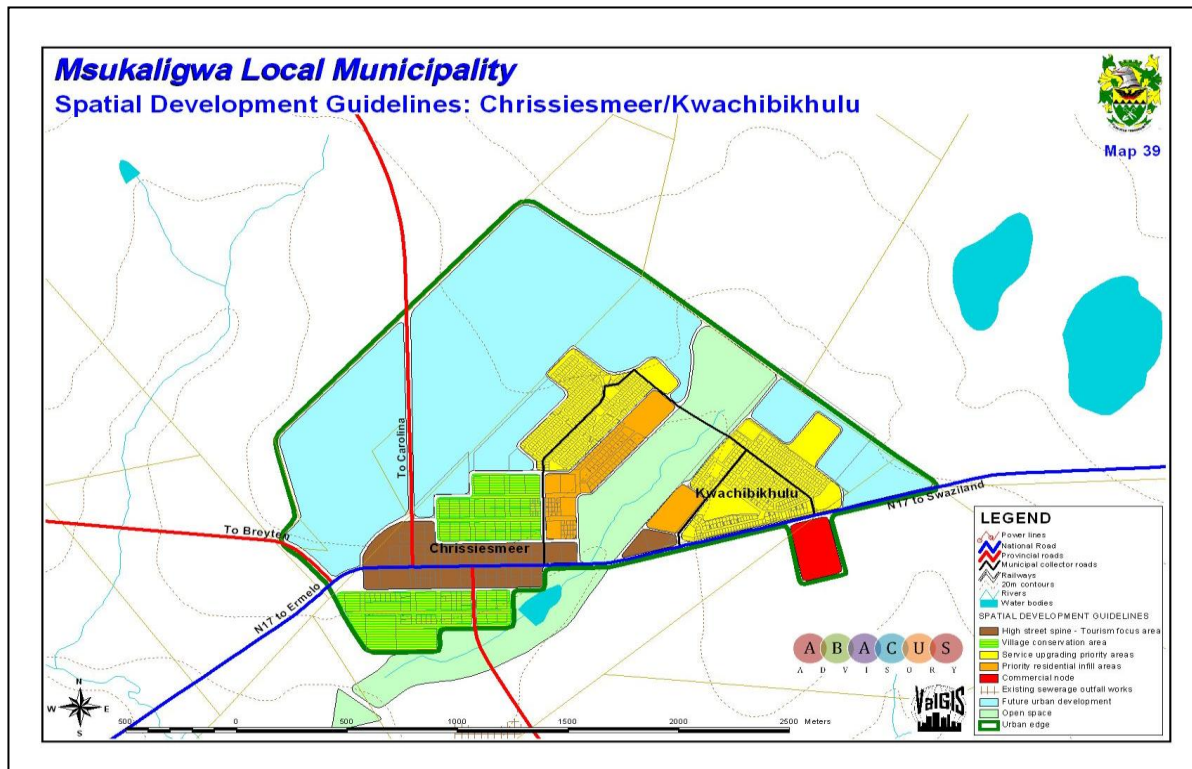 Msukaligwa Local Municipality
Spatial Development Guidelines: Chrissiesmeer/Kwachibikhulu
Map 39
To Carolina
Kwachibikhulu
N17 to Swaziland
To Breyten
Chrissiesmeer
N17 to Ermelo
LEGEND
Power lines
National Road
Provincial roads
Municipal collector roads
Railways
20m contours
Rivers
Water bodies
SPATIAL DEVELOPMENT GUIDELINES
High street spine - Tourism focus area
Village conservation area
Service upgrading priority areas
Priority residential infill areas
Commercial node
Existing sewerage outfall works
Future urban development
Open space
Urban edge
ABACUS
ADVISORY
ValGIS
N
W E
S
500 0 500 1000 1500 2000 2500 Meters